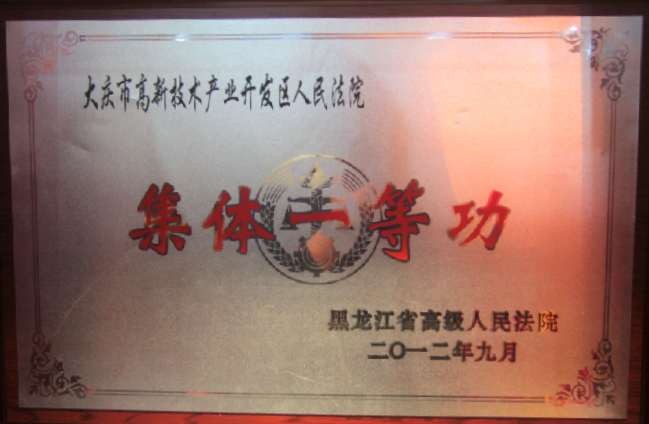 大庆市高新技术产业开发区人民法院
集体一等功
黑龙江省高级人民法院
二〇一二年九月